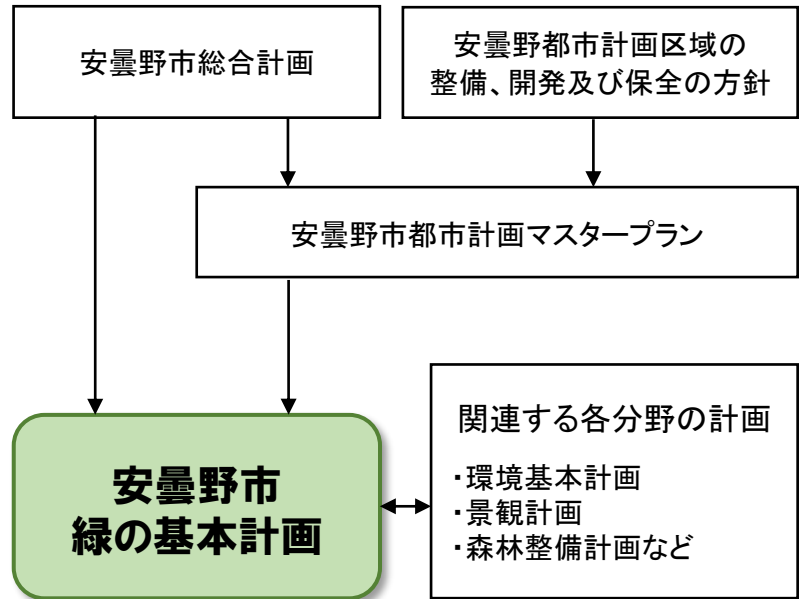 安曇野市総合計画
安曇野都市計画区域の
整備、開発及び保全の方針
安曇野市都市計画マスタープラン
安曇野市
緑の基本計画
関連する各分野の計画
・環境基本計画
・景観計画
・森林整備計画など